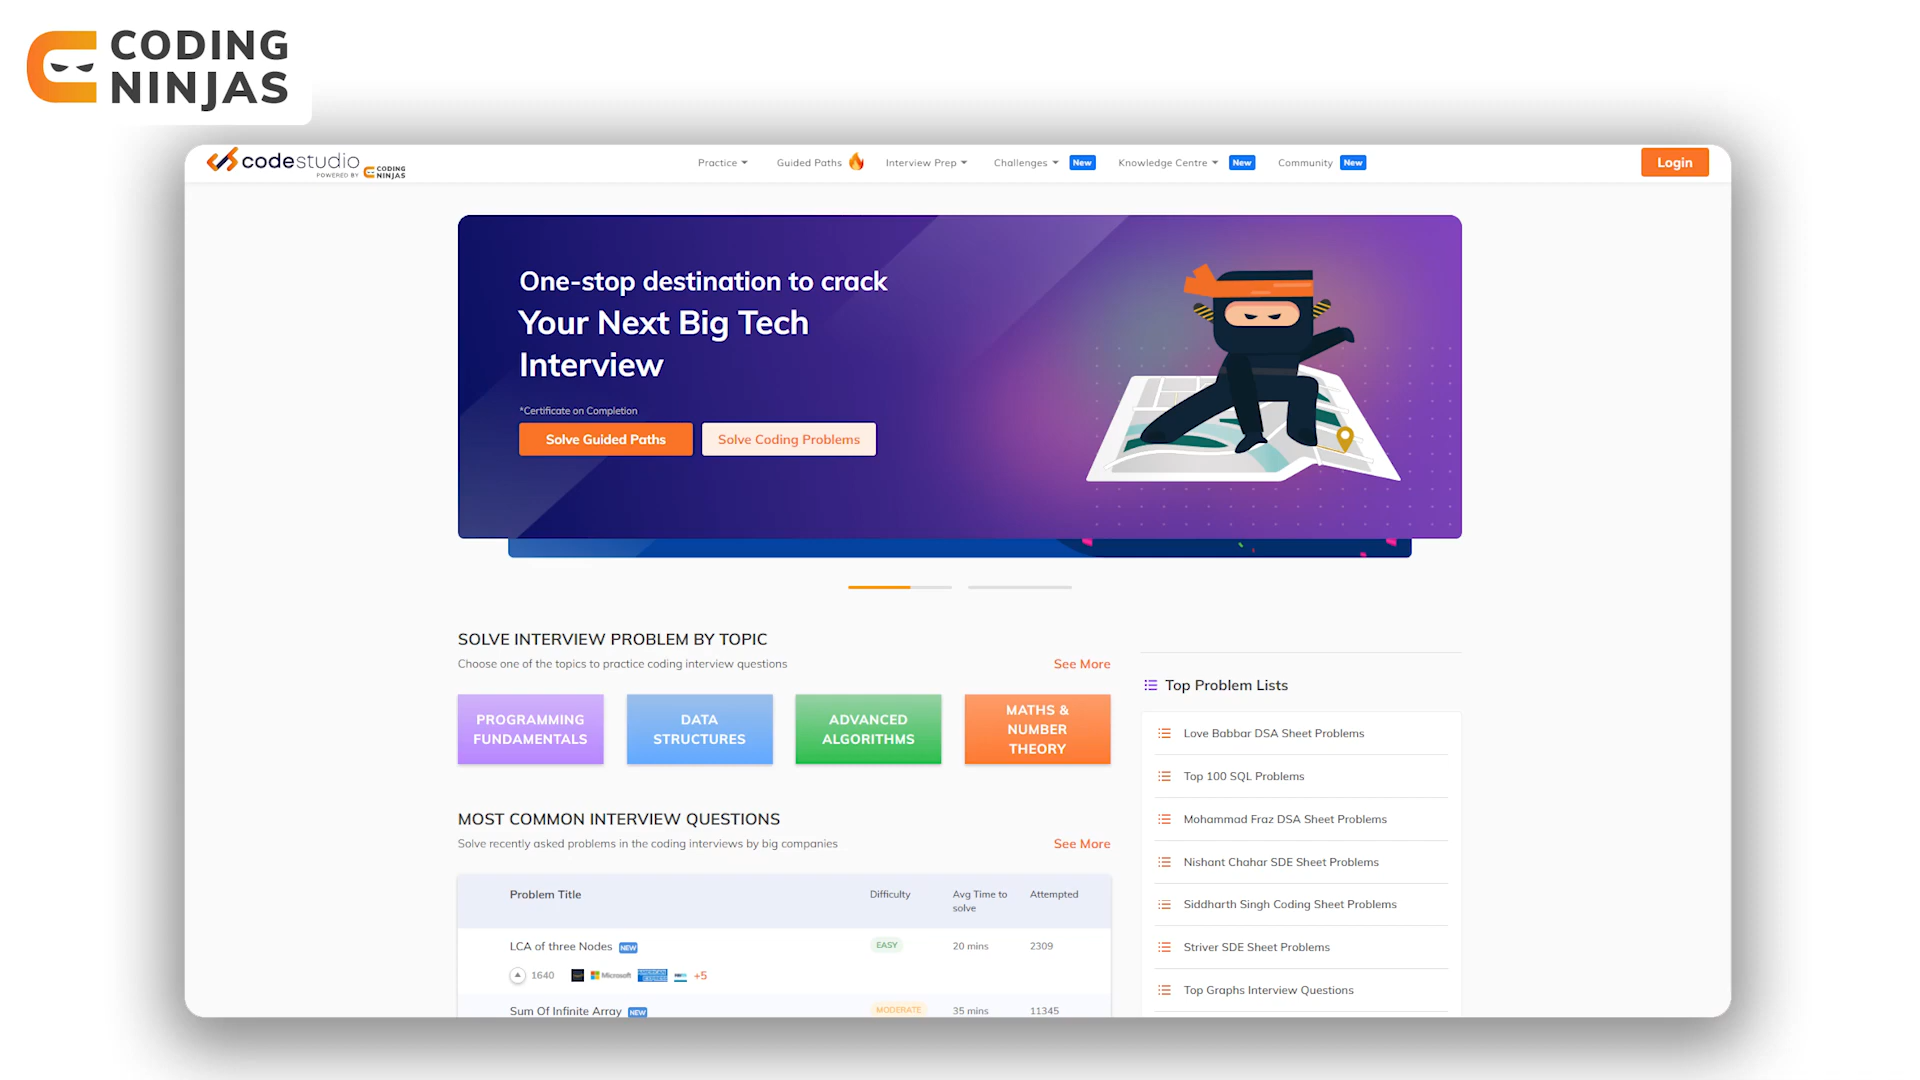 CODING
NINJAS
codestudio
POWERED BY CODING NINJAS
Practice
Guided Paths
Interview Prep
Challenges New
Knowledge Centre New
Community New
Login
One-stop destination to crack
Your Next Big Tech
Interview
*Certificate on Completion
Solve Guided Paths
Solve Coding Problems
SOLVE INTERVIEW PROBLEM BY TOPIC
Choose one of the topics to practice coding interview questions
See More
PROGRAMMING
FUNDAMENTALS
DATA
STRUCTURES
ADVANCED
ALGORITHMS
MATHS &
NUMBER
THEORY
MOST COMMON INTERVIEW QUESTIONS
Solve recently asked problems in the coding interviews by big companies
See More
Problem Title
Difficulty
Avg Time to
solve
Attempted
LCA of three Nodes NEW
EASY
20 mins
2309
1640
Microsoft
+5
Sum Of Infinite Array NEW
MODERATE
35 mins
11345
Top Problem Lists
Love Babbar DSA Sheet Problems
Top 100 SQL Problems
Mohammad Fraz DSA Sheet Problems
Nishant Chahar SDE Sheet Problems
Siddharth Singh Coding Sheet Problems
Striver SDE Sheet Problems
Top Graphs Interview Questions